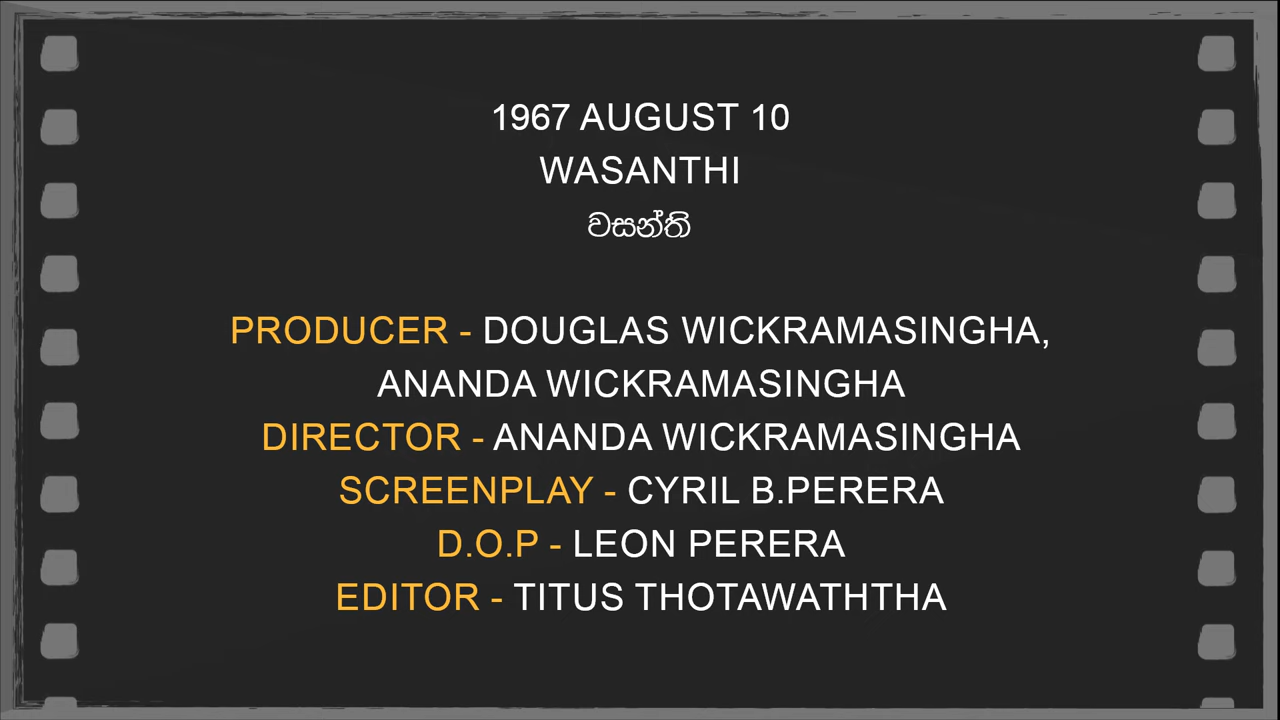 1967 AUGUST 10
WASANTHI
වසන්ති
PRODUCER - DOUGLAS WICKRAMASINGHA,
ANANDA WICKRAMASINGHA
DIRECTOR - ANANDA WICKRAMASINGHA
SCREENPLAY - CYRIL B.PERERA
D.O.P - LEON PERERA
EDITOR - TITUS THOTAWATHTHA